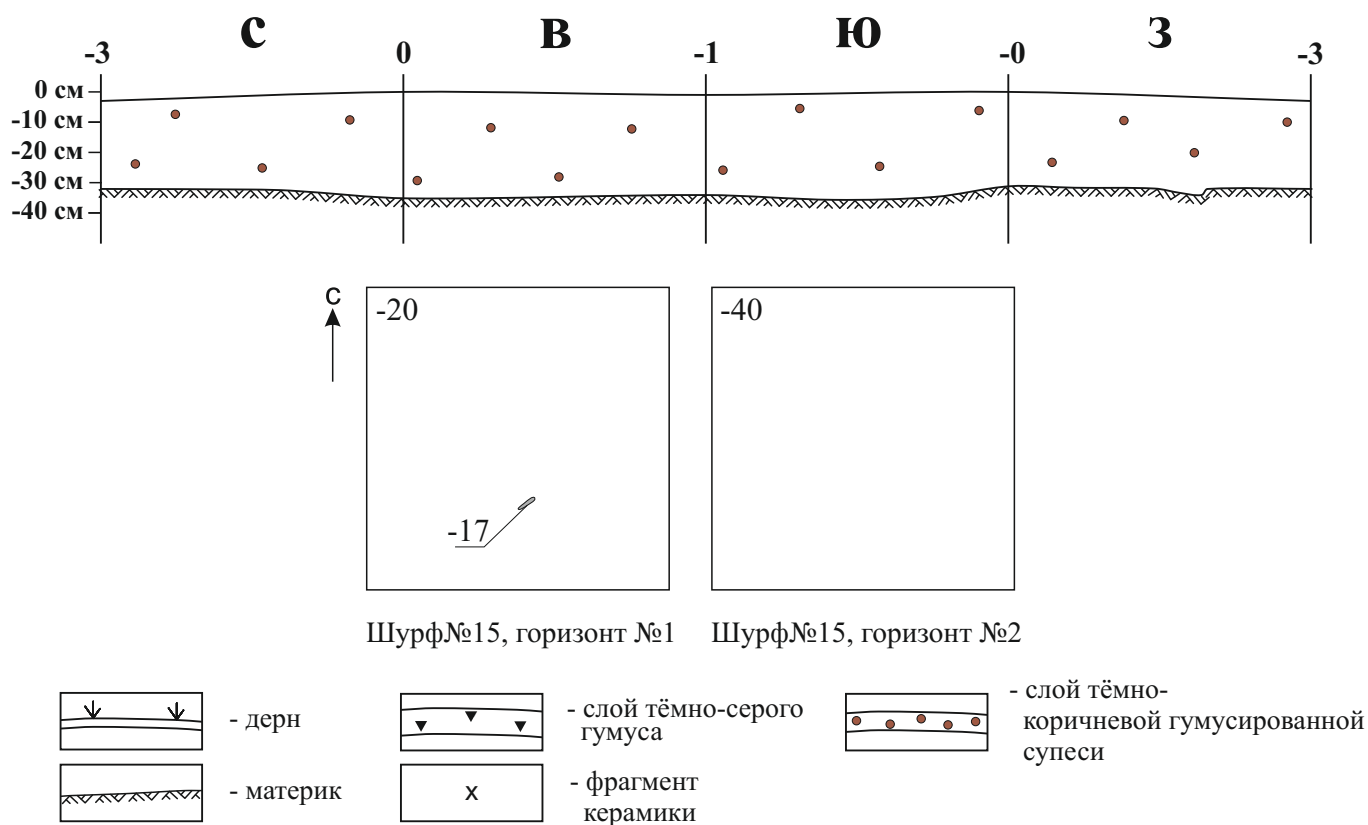 С В Ю З
-3 0 -1 -0 -3
0 см
-10 см
-20 см
-30 см
-40 см
С
-20
-17
-40
Шурф№15, горизонт №1
Шурф№15, горизонт №2
- дерн
- слой тёмно-серого
гумуса
- слой тёмно-
коричневой гумусированной
супеси
- материк
x
- фрагмент
керамики